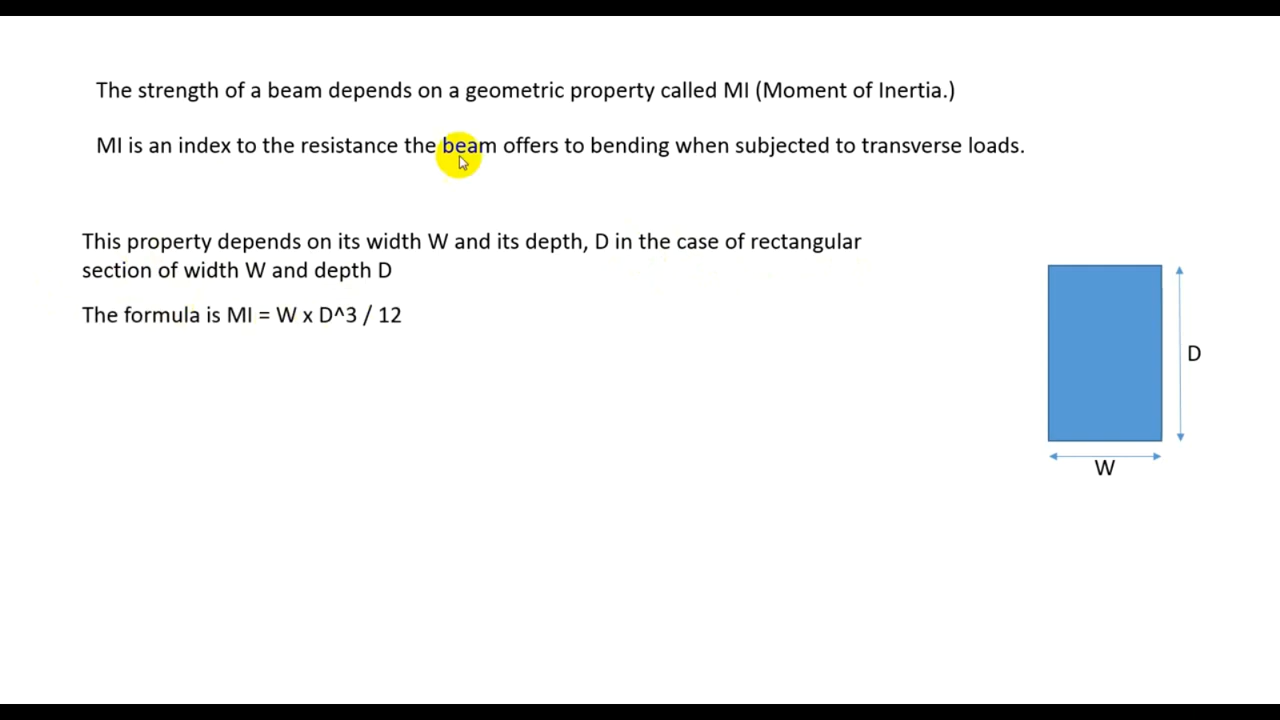 The strength of a beam depends on a geometric property called MI (Moment of Inertia.)
MI is an index to the resistance the beam offers to bending when subjected to transverse loads.
This property depends on its width W and its depth, D in the case of rectangular
section of width W and depth D
The formula is MI = W x D^3 / 12
D
W